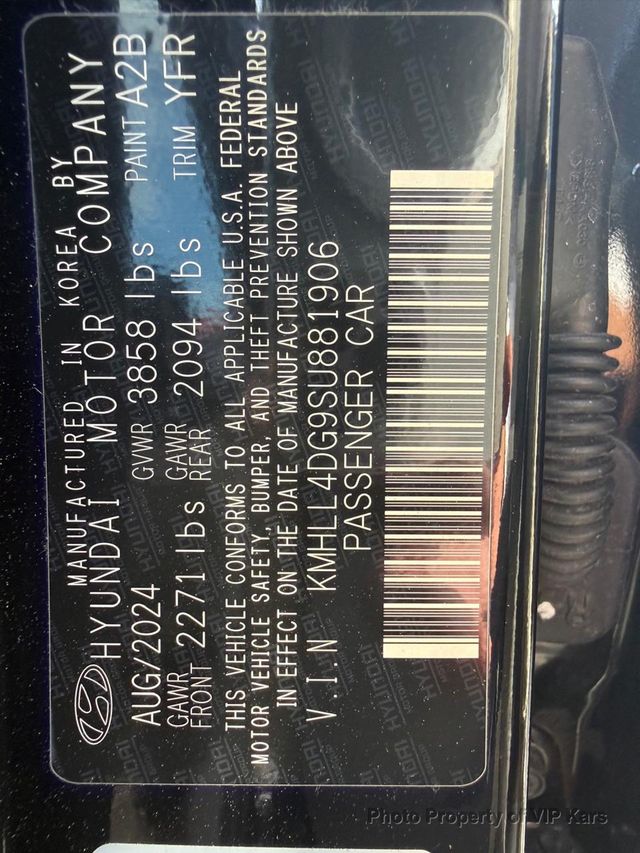 MANUFACTURED IN KOREA BY
HYUNDAI MOTOR COMPANY
AUG/2024 GVWR 3858 lbs PAINT A2B
GAWR FRONT 2271 lbs GAWR REAR 2094 lbs TRIM YFR
THIS VEHICLE CONFORMS TO ALL APPLICABLE U.S.A. FEDERAL
MOTOR VEHICLE SAFETY, BUMPER, AND THEFT PREVENTION STANDARDS
IN EFFECT ON THE DATE OF MANUFACTURE SHOWN ABOVE
V.I.N KMHLL4DG9SU881906
PASSENGER CAR
Photo Property of VIP Kars